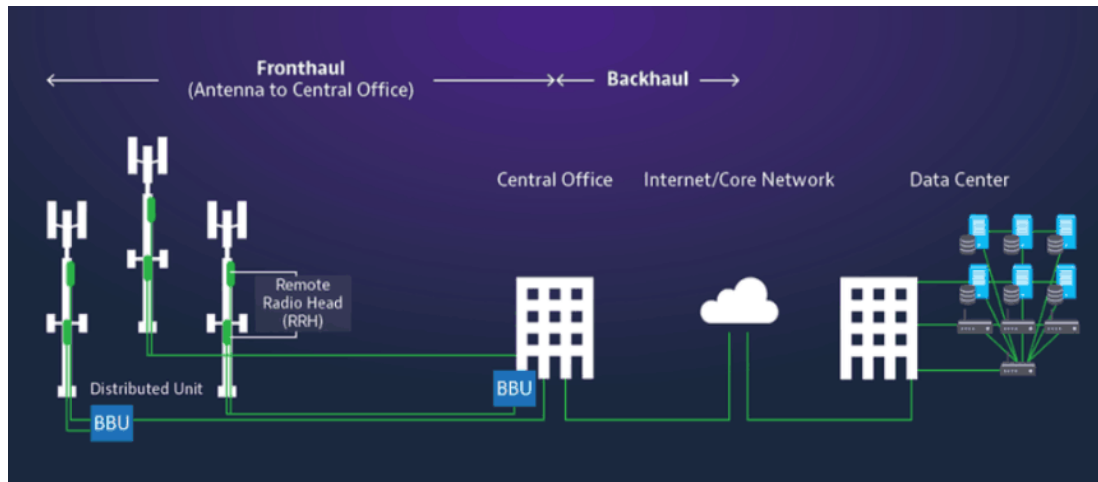 Fronthaul
(Antenna to Central Office)
Backhaul
Central Office
Internet/Core Network
Data Center
Remote
Radio Head
(RRH)
Distributed Unit
BBU
BBU